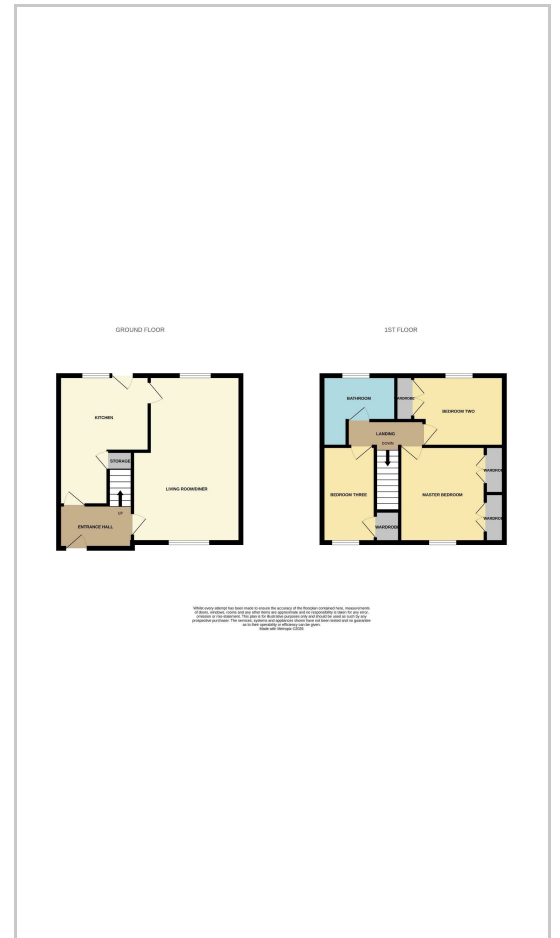 GROUND FLOOR
1ST FLOOR
KITCHEN
STORAGE
UP
LIVING ROOM/DINER
ENTRANCE HALL
BATHROOM
WARDROBE
BEDROOM TWO
LANDING
DOWN
BEDROOM THREE
MASTER BEDROOM
WARDROBE
WARDROBE
WARDROBE
Whilst every attempt has been made to ensure the accuracy of the floorplan contained here, measurements
of doors, windows, rooms and any other items are approximate and no responsibility is taken for any error,
omission or mis-statement. This plan is for illustrative purposes only and should be used as such by any
prospective purchaser. The services, systems and appliances shown have not been tested and no guarantee
as to their operability or efficiency can be given.
Made with Metropix